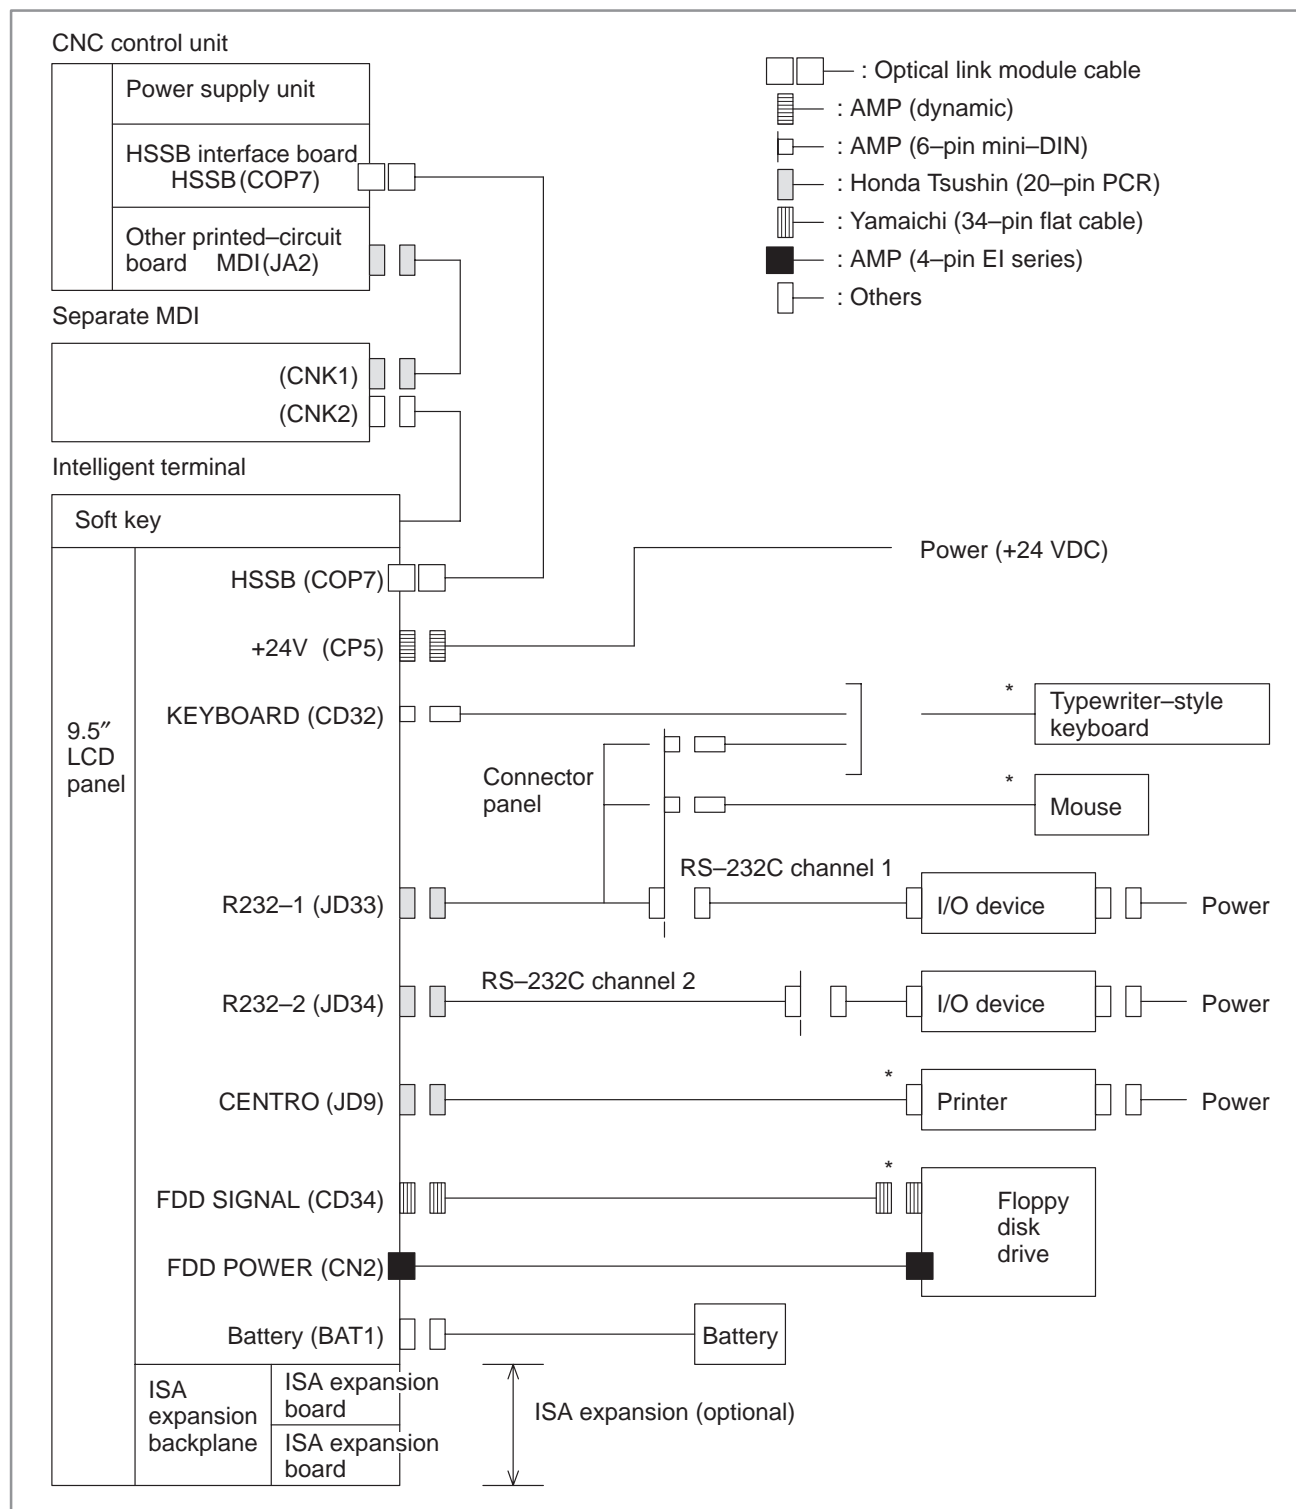 CNC control unit
Power supply unit
HSSB interface board
HSSB(COP7)
Other printed–circuit
board MDI(JA2)
: Optical link module cable
: AMP (dynamic)
: AMP (6–pin mini–DIN)
: Honda Tsushin (20–pin PCR)
: Yamaichi (34–pin flat cable)
: AMP (4–pin EI series)
: Others
Separate MDI
(CNK1)
(CNK2)
Intelligent terminal
Soft key
9.5″
LCD
panel
HSSB (COP7)
Power (+24 VDC)
+24V (CP5)
KEYBOARD (CD32)
*
Typewriter–style
keyboard
Connector
panel
*
Mouse
RS–232C channel 1
R232–1 (JD33)
I/O device
Power
RS–232C channel 2
R232–2 (JD34)
I/O device
Power
CENTRO (JD9)
*
Printer
Power
FDD SIGNAL (CD34)
*
Floppy
disk
drive
FDD POWER (CN2)
Battery (BAT1)
Battery
ISA
expansion
backplane
ISA expansion
board
ISA expansion
board
ISA expansion (optional)